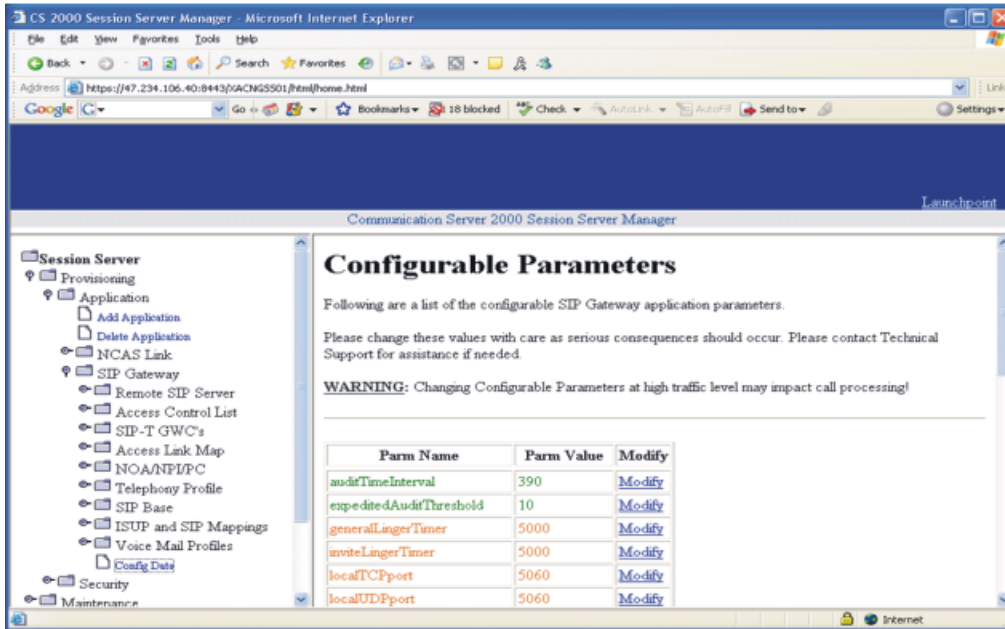 CS 2000 Session Server Manager - Microsoft Internet Explorer
File Edit View Favorites Tools Help
Back Search Favorites
Address https://47.234.106.40:8443/XACNGSS01/html/home.html Link
Google G Go Bookmarks 18 blocked Check AutoLink AutoFill Send to Settings
Launchpoint
Communication Server 2000 Session Server Manager
Session Server
Provisioning
Application
Add Application
Delete Application
NCAS Link
SIP Gateway
Remote SIP Server
Access Control List
SIP-T GWC's
Access Link Map
NOA/NPI/PC
Telephony Profile
SIP Base
ISUP and SIP Mappings
Voice Mail Profiles
Config Data
Security
Maintenance
Configurable Parameters
Following are a list of the configurable SIP Gateway application parameters.
Please change these values with care as serious consequences should occur. Please contact Technical
Support for assistance if needed.
WARNING: Changing Configurable Parameters at high traffic level may impact call processing!
Parm Name Parm Value Modify
auditTimeInterval 390 Modify
expeditedAuditThreshold 10 Modify
generalLingerTimer 5000 Modify
inviteLingerTimer 5000 Modify
localTCPport 5060 Modify
localUDPport 5060 Modify
Internet